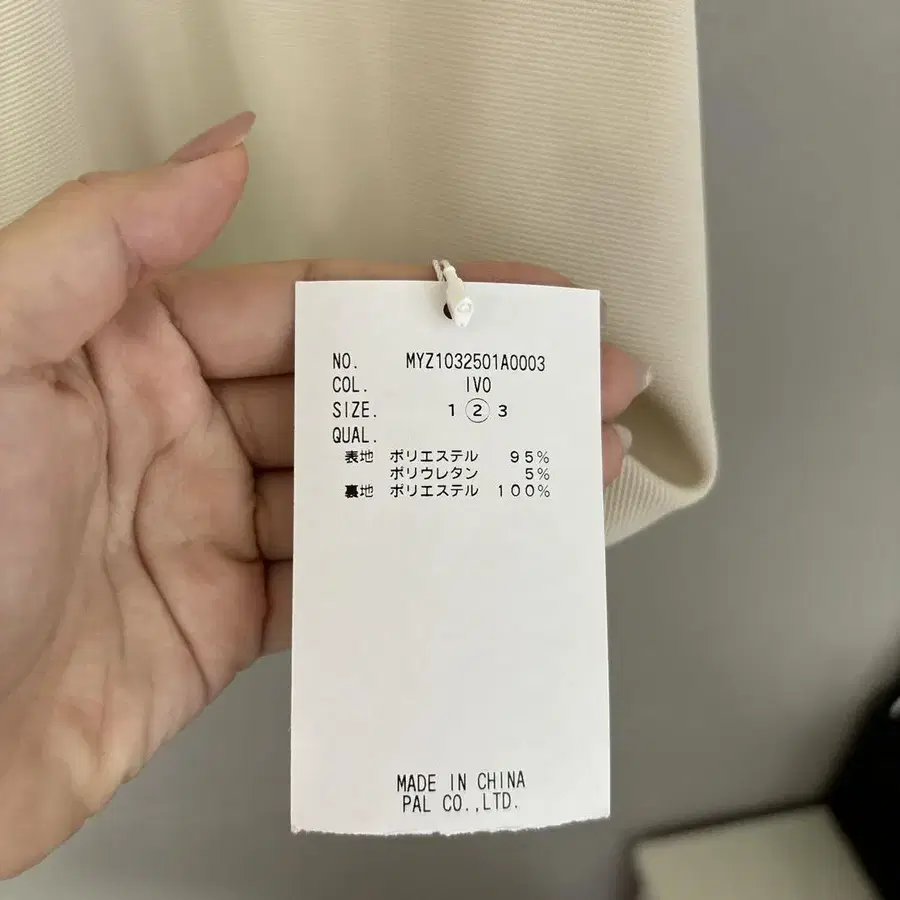 NO. MYZ1032501A0003
COL. IVO
SIZE. 1 2 3
QUAL.
表地 ポリエステル 95%
ポリウレタン 5%
裏地 ポリエステル 100%
MADE IN CHINA
PAL CO.,LTD.